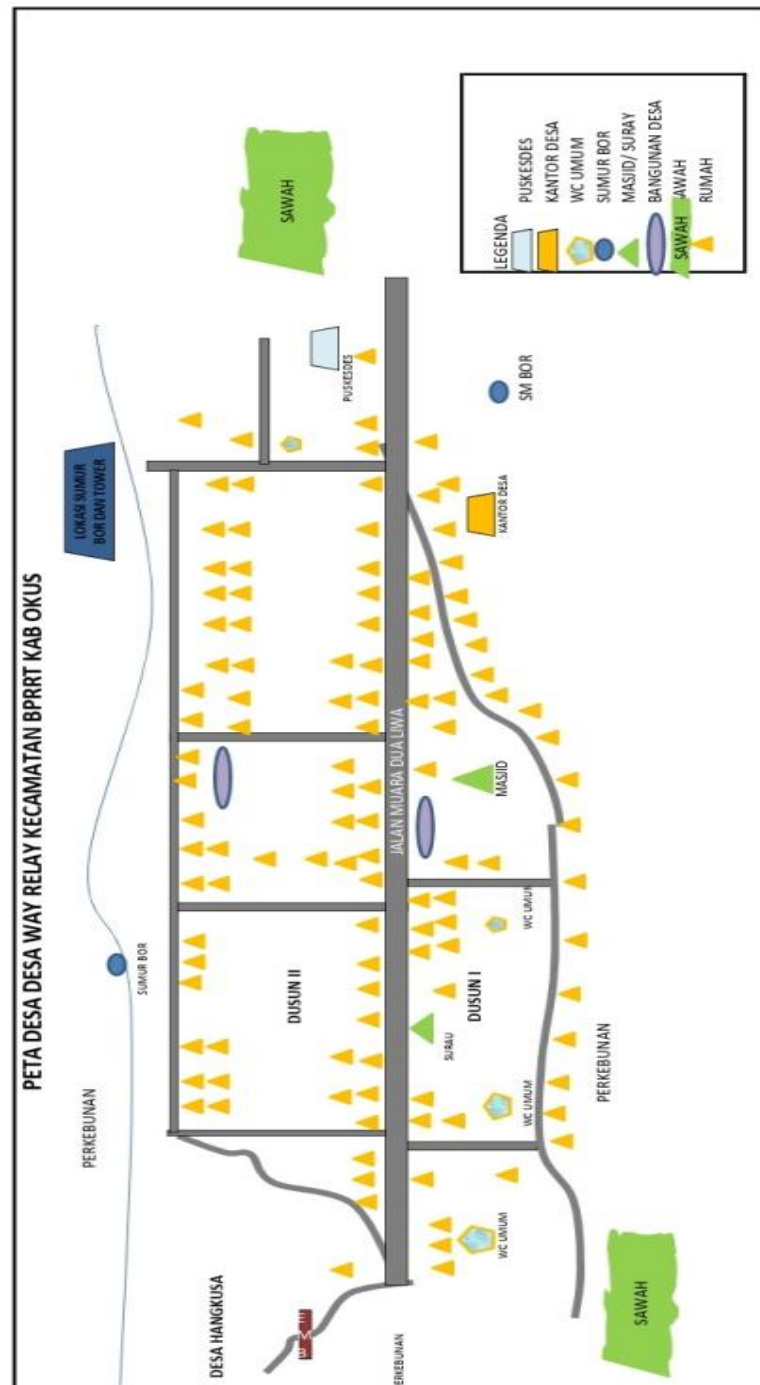 PETA DESA DESA WAY RELAY KECAMATAN BPRRT KAB OKUS
PERKEBUNAN
SUMUR BOR
LOKASI SUMUR
BOR DAN TOWER
SAWAH
DESA HANGKUSA
DUSUN II
PUSKESDES
JALAN MUARA DUA LIWA
PERKEBUNAN
WC UMUM
SURAU
DUSUN I
WC UMUM
WC UMUM
MASJID
KANTOR DESA
SM BOR
PERKEBUNAN
SAWAH
LEGENDA
PUSKESDES
KANTOR DESA
WC UMUM
SUMUR BOR
MASJID/ SURAY
BANGUNAN DESA
SAWAH
AWAH
RUMAH